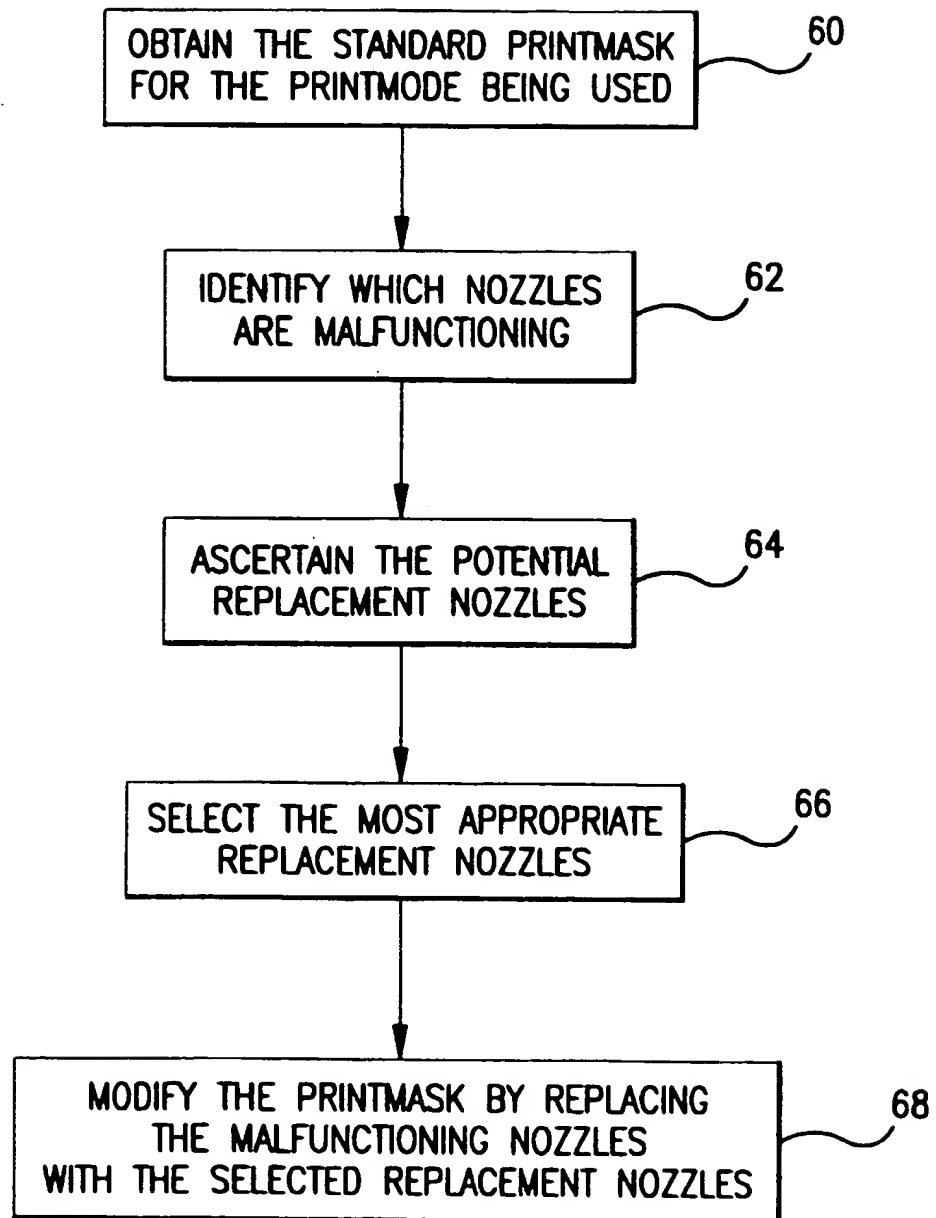 OBTAIN THE STANDARD PRINTMASK
FOR THE PRINTMODE BEING USED
60
IDENTIFY WHICH NOZZLES
ARE MALFUNCTIONING
62
ASCERTAIN THE POTENTIAL
REPLACEMENT NOZZLES
64
SELECT THE MOST APPROPRIATE
REPLACEMENT NOZZLES
66
MODIFY THE PRINTMASK BY REPLACING
THE MALFUNCTIONING NOZZLES
WITH THE SELECTED REPLACEMENT NOZZLES
68